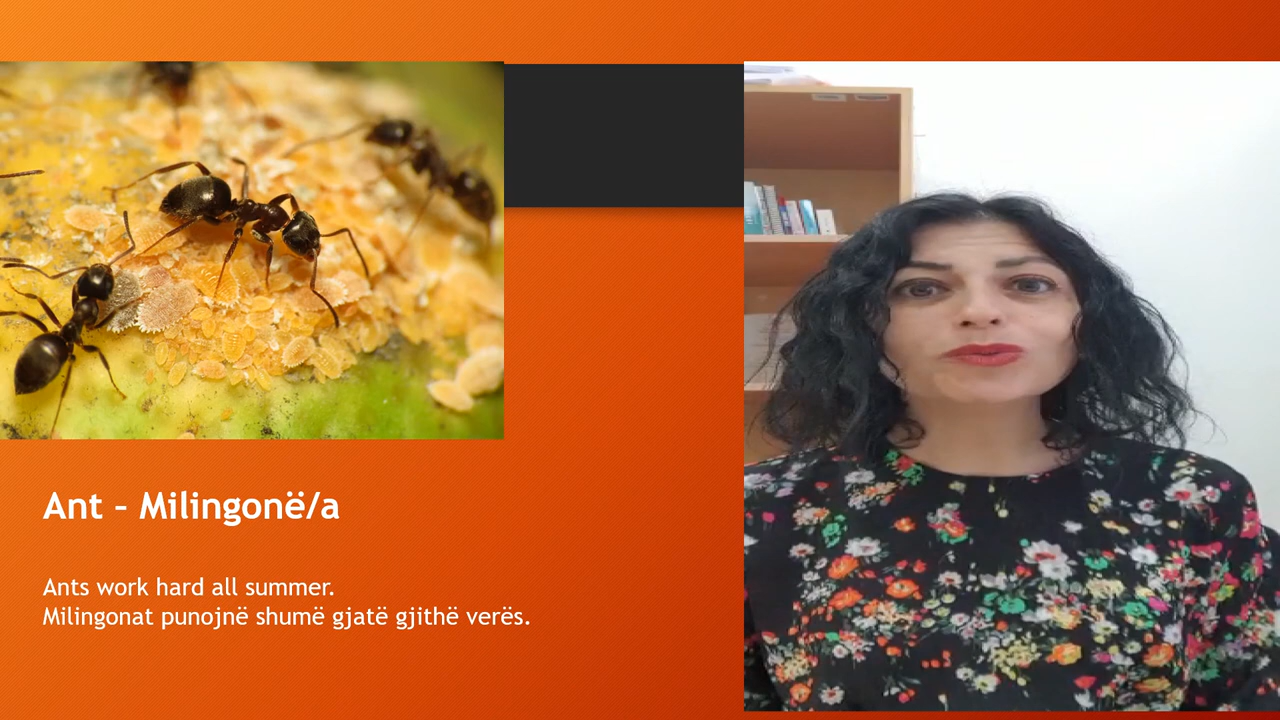 Ant – Milingonë/a
Ants work hard all summer.
Milingonat punojnë shumë gjatë gjithë verës.